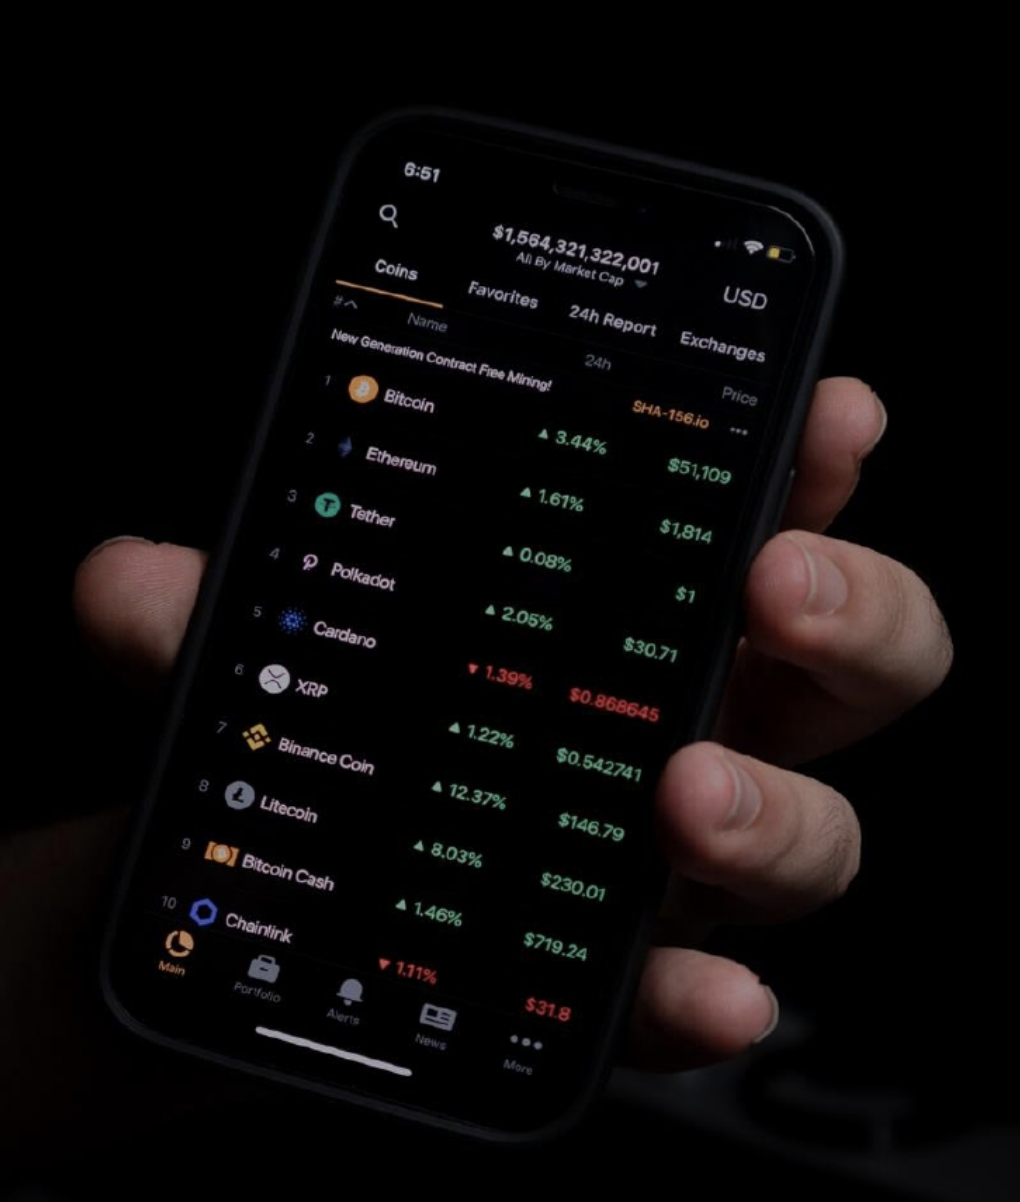 6:51
$1,564,321,322,001
All By Market Cap
USD
Coins Favorites 24h Report Exchanges
# Name 24h Price
New Generation Contract Free Mining! SHA-156.io
1 Bitcoin 3.44% $51,109
2 Ethereum 1.61% $1,814
3 Tether 0.08% $1
4 Polkadot 2.05% $30.71
5 Cardano 1.39% $0.868645
6 XRP 1.22% $0.542741
7 Binance Coin 12.37% $146.79
8 Litecoin 8.03% $230.01
9 Bitcoin Cash 1.46% $719.24
10 Chainlink 1.11% $31.8
Main Portfolio Alerts News More